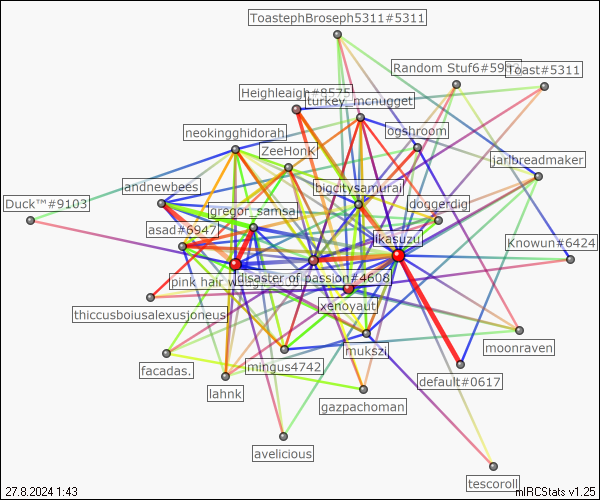 ToastephBroseph5311#5311
Random Stuf6#59
Toast#5311
Heighleigh#8575
turkey_mcnugget
neokingghidorah
ogshroom
ZeeHonK
jarlbreadmaker
andnewbees
bigcitysamurai
Duck™#9103
gregor_samsa
doggerdig
asad#6947
ikasuzu
Knowun#6424
pink hair w
disaster of passion#4608
thiccusboiusalexusjoneus
xenoyaut
mukszi
moonraven
facadas.
mingus4742
default#0617
lahnk
gazpachoman
avelicious
tescoroll
27.8.2024 1:43
mIRCStats v1.25